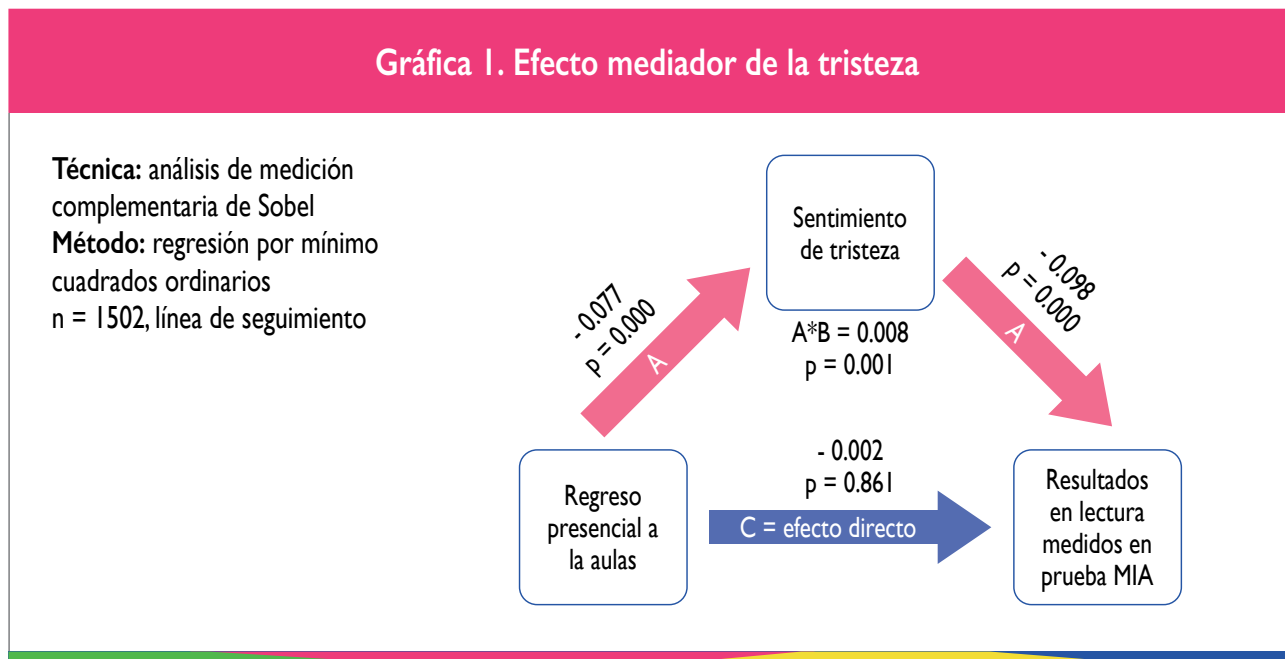 Gráfica 1. Efecto mediador de la tristeza
Técnica: análisis de medición
complementaria de Sobel
Método: regresión por mínimo
cuadrados ordinarios
n = 1502, línea de seguimiento
Sentimiento
de tristeza
- 0.077
p = 0.000
A
- 0.098
p = 0.000
A
A*B = 0.008
p = 0.001
- 0.002
p = 0.861
C = efecto directo
Regreso
presencial a
la aulas
Resultados
en lectura
medidos en
prueba MIA